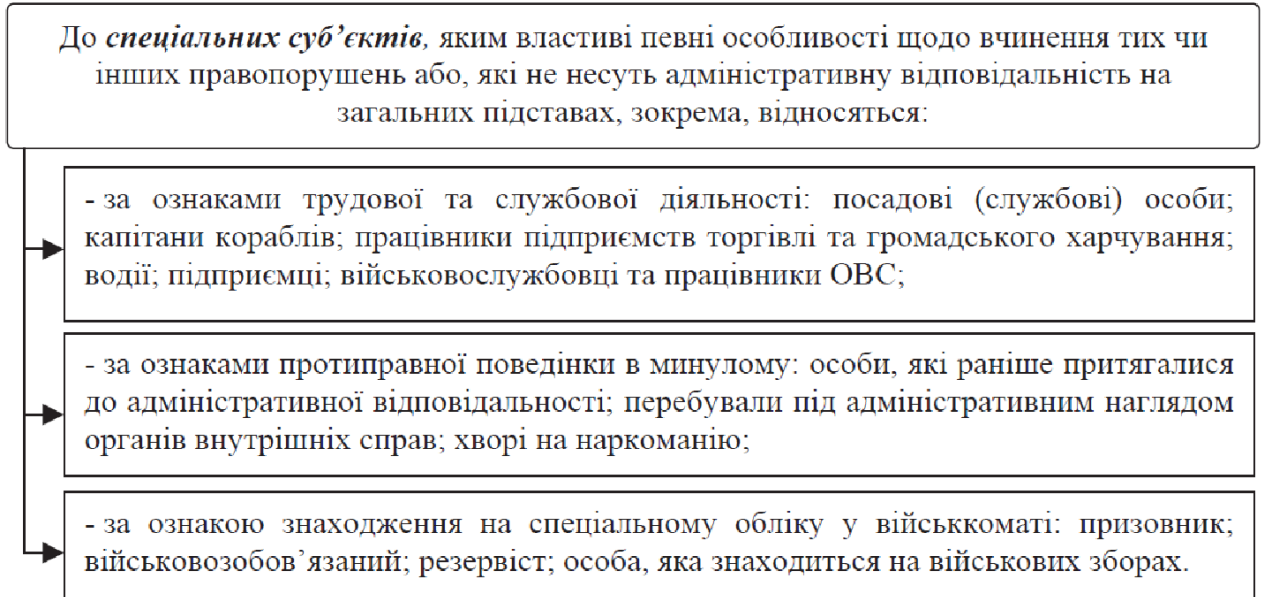 До спеціальних суб’єктів, яким властиві певні особливості щодо вчинення тих чи
інших правопорушень або, які не несуть адміністративну відповідальність на
загальних підставах, зокрема, відносяться:
- за ознаками трудової та службової діяльності: посадові (службові) особи;
капітани кораблів; працівники підприємств торгівлі та громадського харчування;
водії; підприємці; військовослужбовці та працівники ОВС;
- за ознаками протиправної поведінки в минулому: особи, які раніше притягалися
до адміністративної відповідальності; перебували під адміністративним наглядом
органів внутрішніх справ; хворі на наркоманію;
- за ознакою знаходження на спеціальному обліку у військкоматі: призовник;
військовозобов’язаний; резервіст; особа, яка знаходиться на військових зборах.